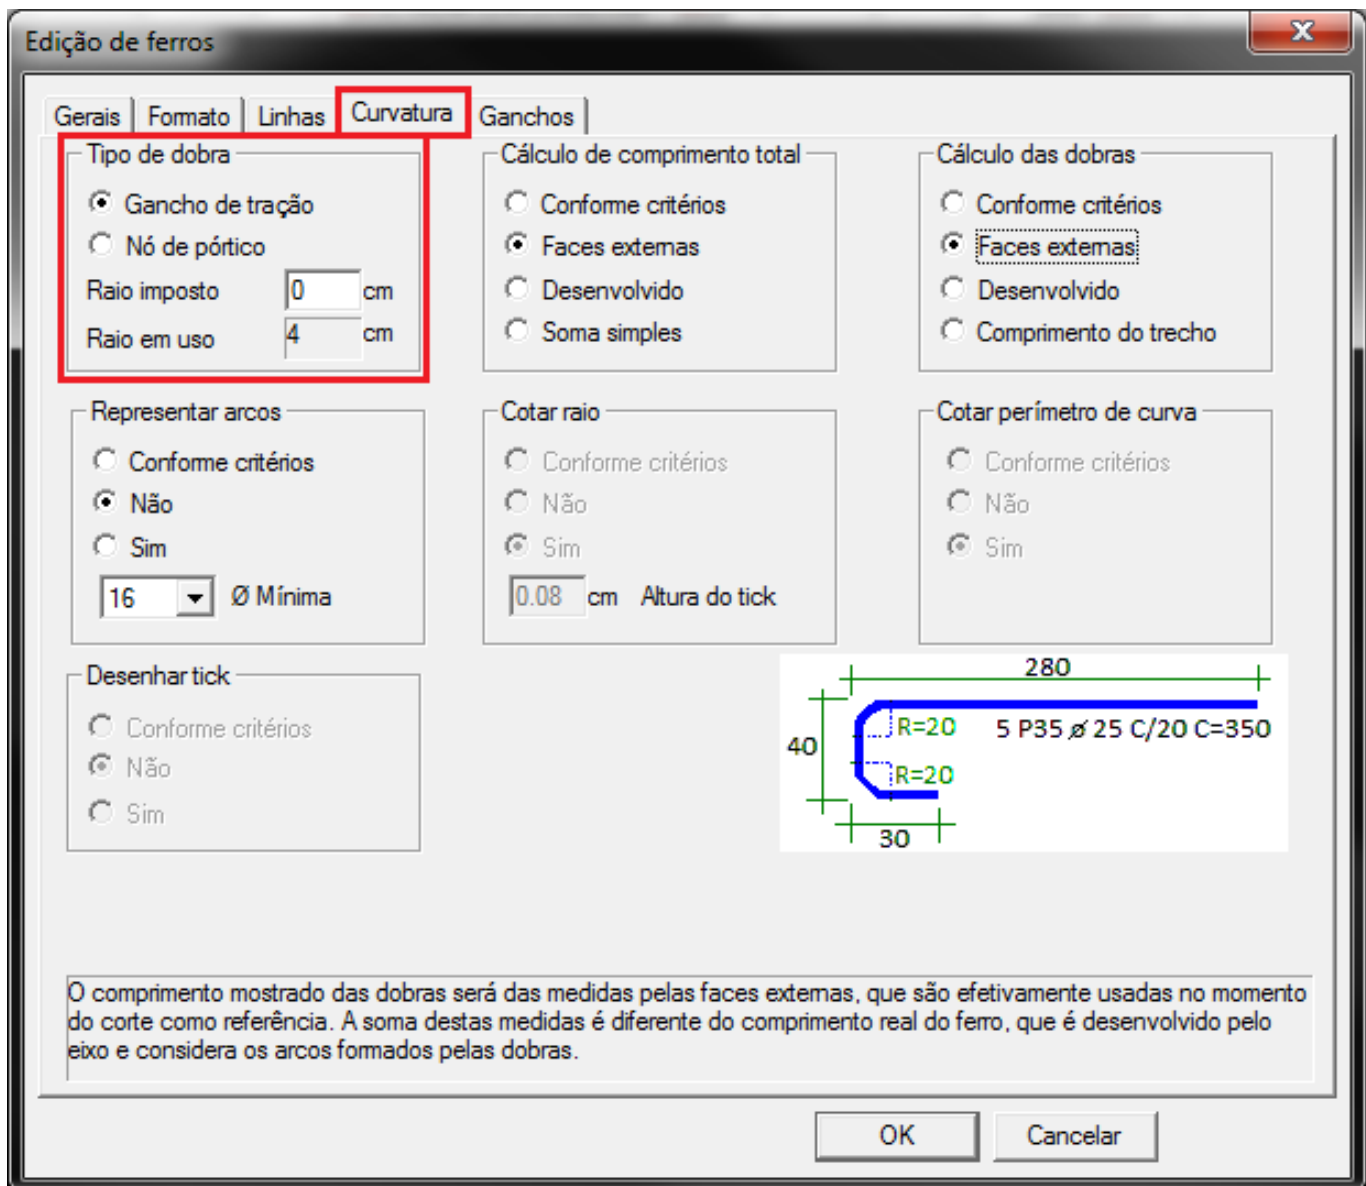 Edição de ferros
Gerais Formato Linhas Curvatura Ganchos
Tipo de dobra
Gancho de tração
Nó de pórtico
Raio imposto 0 cm
Raio em uso 4 cm
Cálculo de comprimento total
Conforme critérios
Faces externas
Desenvolvido
Soma simples
Cálculo das dobras
Conforme critérios
Faces externas
Desenvolvido
Comprimento do trecho
Representar arcos
Conforme critérios
Não
Sim
16 Ø Mínima
Cotar raio
Conforme critérios
Não
Sim
0.08 cm Altura do tick
Cotar perímetro de curva
Conforme critérios
Não
Sim
Desenhar tick
Conforme critérios
Não
Sim
280
R=20 5 P35 ø 25 C/20 C=350
40
R=20
30
O comprimento mostrado das dobras será das medidas pelas faces externas, que são efetivamente usadas no momento
do corte como referência. A soma destas medidas é diferente do comprimento real do ferro, que é desenvolvido pelo
eixo e considera os arcos formados pelas dobras.
OK Cancelar